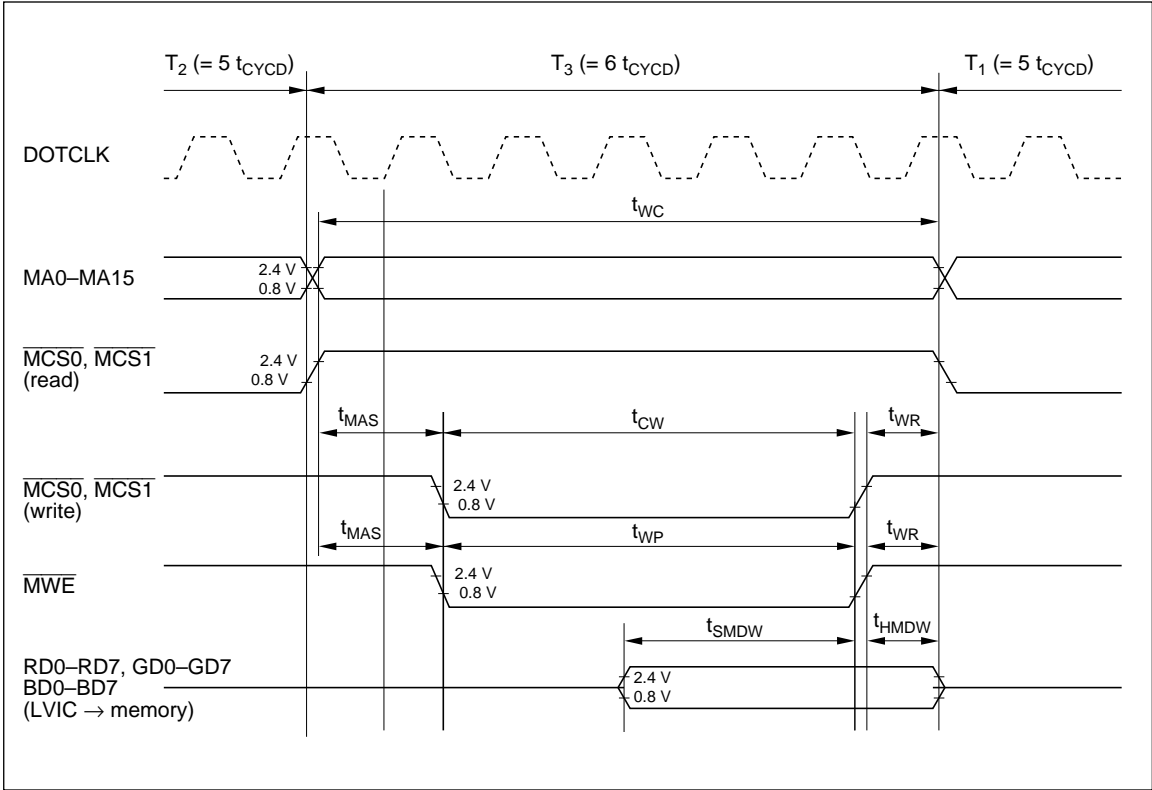 T2 (= 5 tCYCD)
T3 (= 6 tCYCD)
T1 (= 5 tCYCD)
DOTCLK
tWC
MA0–MA15
2.4 V
0.8 V
MCS0, MCS1
(read)
2.4 V
0.8 V
tMAS
tCW
tWR
MCS0, MCS1
(write)
2.4 V
0.8 V
tMAS
tWP
tWR
MWE
2.4 V
0.8 V
tSMDW
tHMDW
RD0–RD7, GD0–GD7
BD0–BD7
(LVIC → memory)
2.4 V
0.8 V